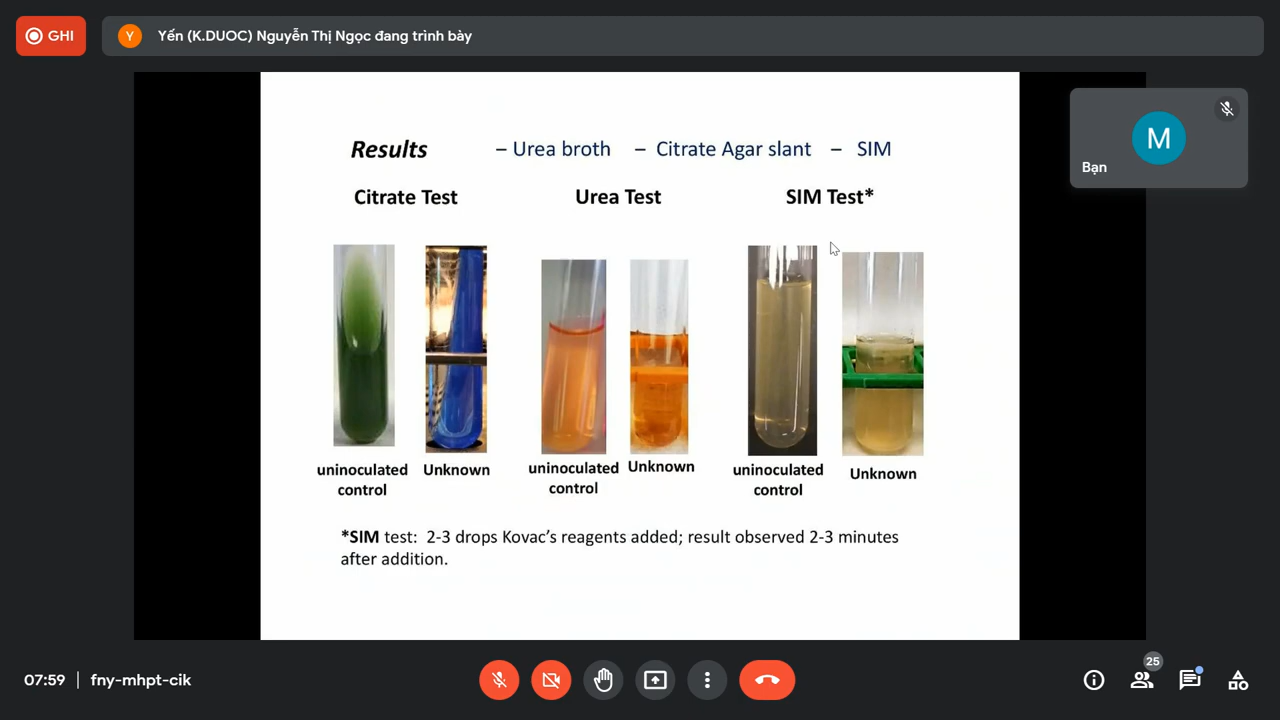 GHI
Y
Yến (K.DUOC) Nguyễn Thị Ngọc đang trình bày
M
Bạn
Results – Urea broth – Citrate Agar slant – SIM
Citrate Test Urea Test SIM Test*
uninoculated control
Unknown
uninoculated control
Unknown
uninoculated control
Unknown
*SIM test: 2-3 drops Kovac’s reagents added; result observed 2-3 minutes
after addition.
07:59 | fny-mhpt-cik
25